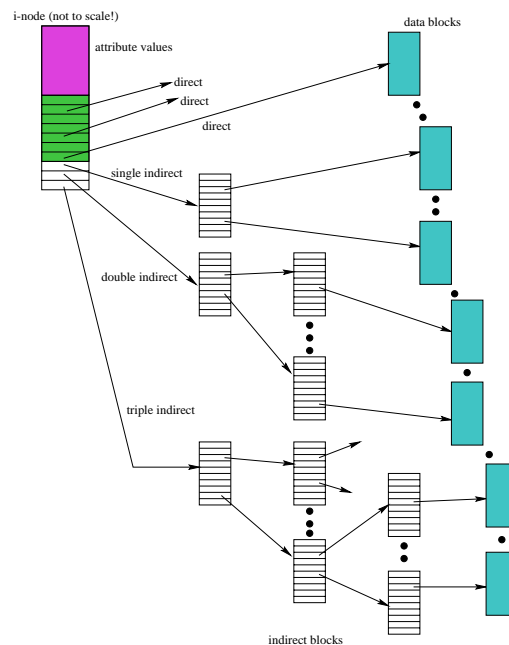 i-node (not to scale!)
data blocks
attribute values
direct
direct
direct
single indirect
double indirect
triple indirect
indirect blocks